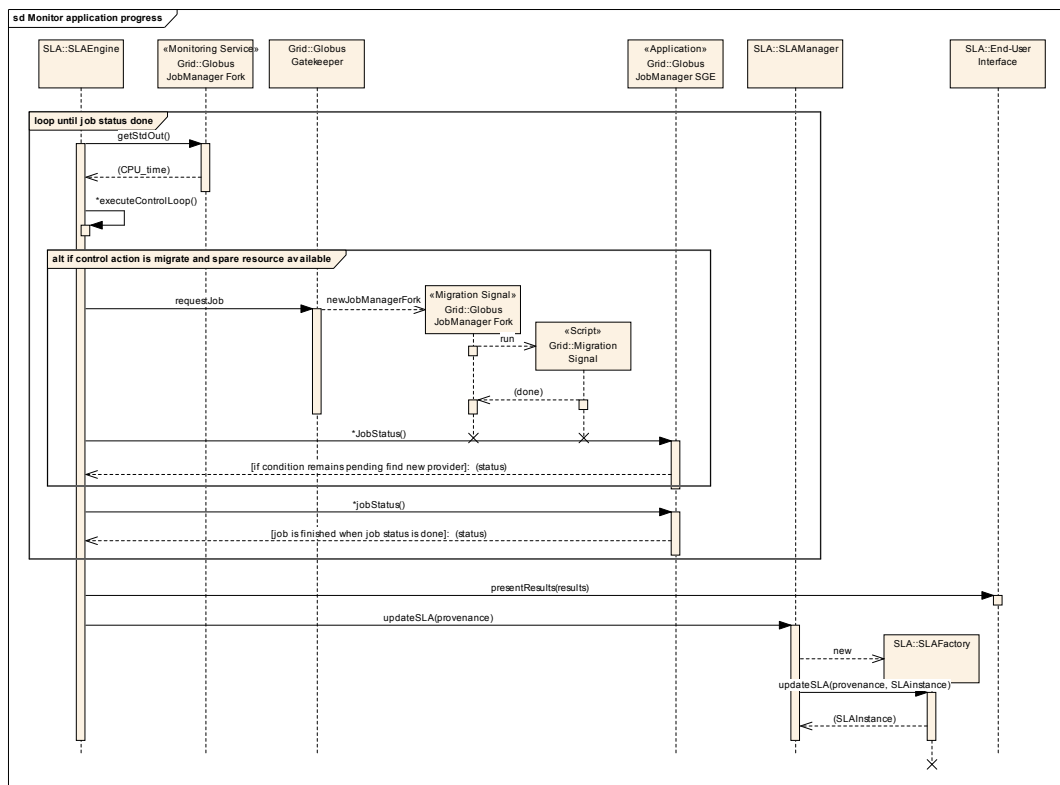 sd Monitor application progress
SLA::SLAEngine
«Monitoring Service»
Grid::Globus
JobManager Fork
Grid::Globus
Gatekeeper
«Application»
Grid::Globus
JobManager SGE
SLA::SLAManager
SLA::End-User
Interface
loop until job status done
getStdOut()
(CPU_time)
*executeControlLoop()
alt if control action is migrate and spare resource available
requestJob
newJobManagerFork
«Migration Signal»
Grid::Globus
JobManager Fork
run
«Script»
Grid::Migration
Signal
(done)
*JobStatus()
[if condition remains pending find new provider]: (status)
*jobStatus()
[job is finished when job status is done]: (status)
presentResults(results)
updateSLA(provenance)
new
SLA::SLAFactory
updateSLA(provenance, SLAinstance)
(SLAInstance)